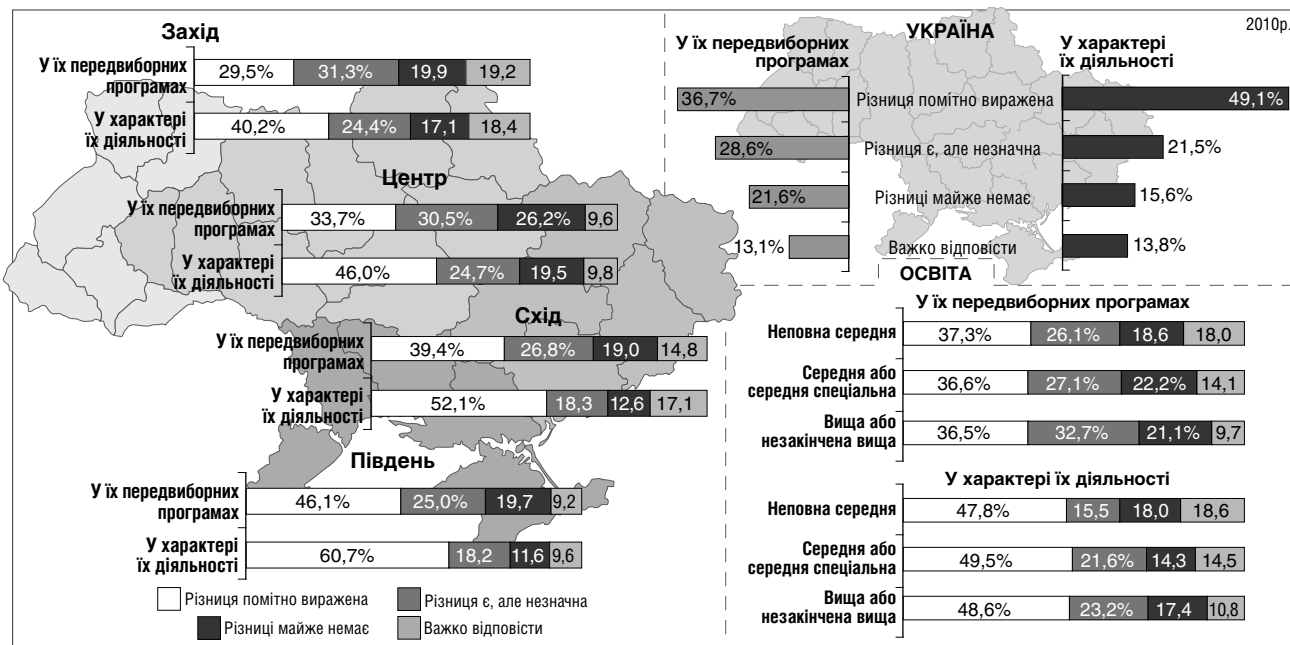 Захід
У їх передвиборних
програмах
29,5% 31,3% 19,9 19,2
У характері
їх діяльності
40,2% 24,4% 17,1 18,4
Центр
У їх передвиборних
програмах
33,7% 30,5% 26,2% 9,6
У характері
їх діяльності
46,0% 24,7% 19,5 9,8
Схід
У їх передвиборних
програмах
39,4% 26,8% 19,0 14,8
У характері
їх діяльності
52,1% 18,3 12,6 17,1
Південь
У їх передвиборних
програмах
46,1% 25,0% 19,7 9,2
У характері
їх діяльності
60,7% 18,2 11,6 9,6
Різниця помітно виражена
Різниця є, але незначна
Різниці майже немає
Важко відповісти
2010р.
УКРАЇНА
У їх передвиборних
програмах
У характері
їх діяльності
36,7% Різниця помітно виражена 49,1%
28,6% Різниця є, але незначна 21,5%
21,6% Різниці майже немає 15,6%
13,1% Важко відповісти 13,8%
ОСВІТА
У їх передвиборних програмах
Неповна середня 37,3% 26,1% 18,6 18,0
Середня або
середня спеціальна
36,6% 27,1% 22,2% 14,1
Вища або
незакінчена вища
36,5% 32,7% 21,1% 9,7
У характері їх діяльності
Неповна середня 47,8% 15,5 18,0 18,6
Середня або
середня спеціальна
49,5% 21,6% 14,3 14,5
Вища або
незакінчена вища
48,6% 23,2% 17,4 10,8